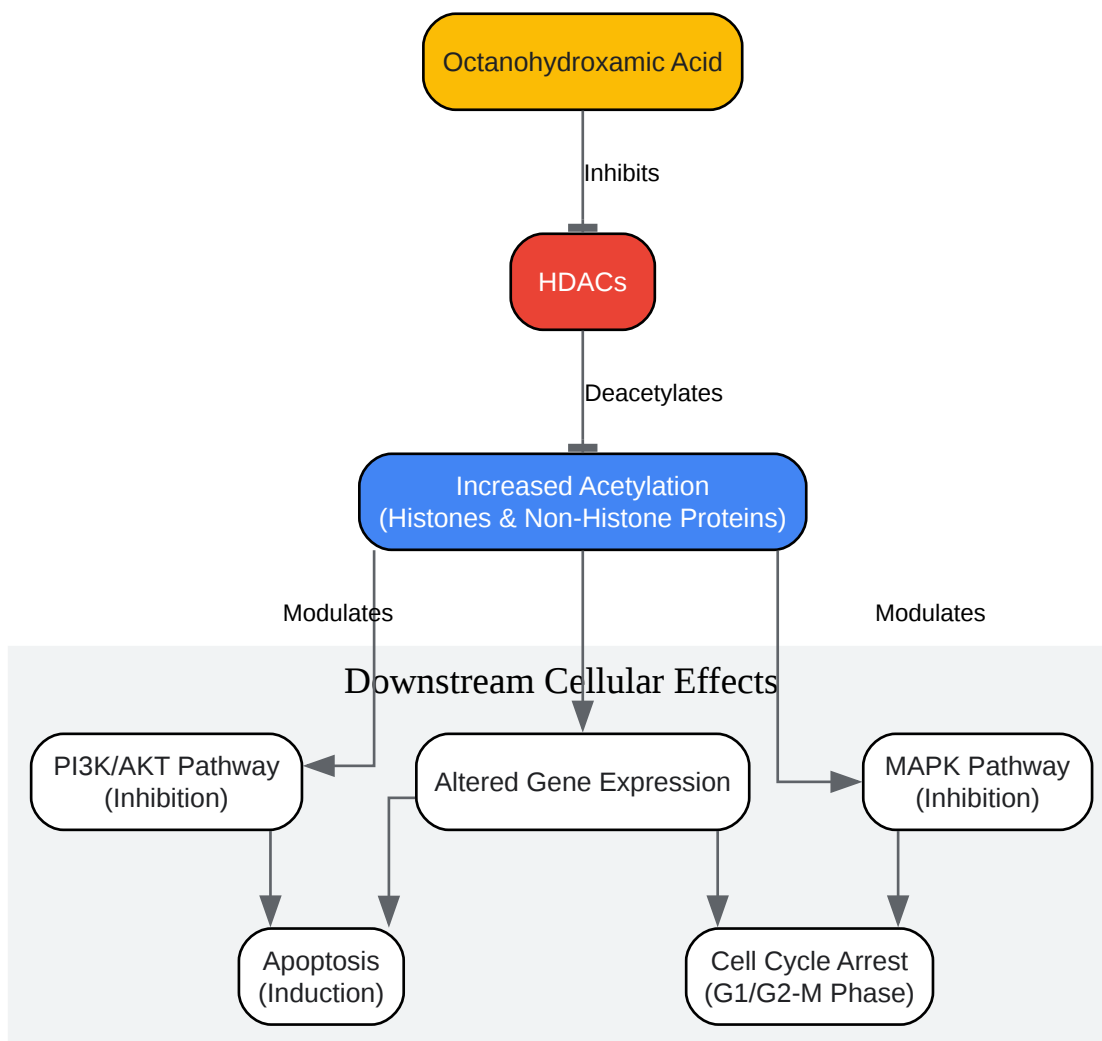 Octanohydroxamic Acid
Inhibits
HDACs
Deacetylates
Increased Acetylation
(Histones & Non-Histone Proteins)
Modulates
Modulates
Downstream Cellular Effects
PI3K/AKT Pathway
(Inhibition)
Altered Gene Expression
MAPK Pathway
(Inhibition)
Apoptosis
(Induction)
Cell Cycle Arrest
(G1/G2-M Phase)